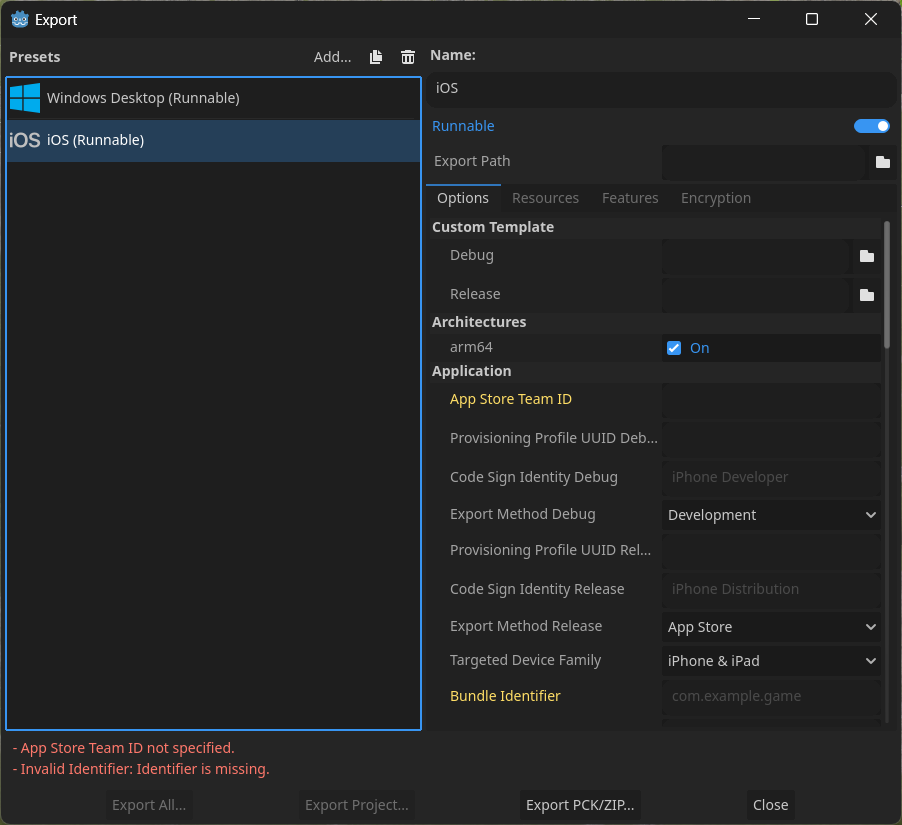 Export
Presets
Add...
Windows Desktop (Runnable)
iOS iOS (Runnable)
Name:
iOS
Runnable
Export Path
Options Resources Features Encryption
Custom Template
Debug
Release
Architectures
arm64 On
Application
App Store Team ID
Provisioning Profile UUID Deb...
Code Sign Identity Debug iPhone Developer
Export Method Debug Development
Provisioning Profile UUID Rel...
Code Sign Identity Release iPhone Distribution
Export Method Release App Store
Targeted Device Family iPhone & iPad
Bundle Identifier com.example.game
- App Store Team ID not specified.
- Invalid Identifier: Identifier is missing.
Export All... Export Project... Export PCK/ZIP... Close